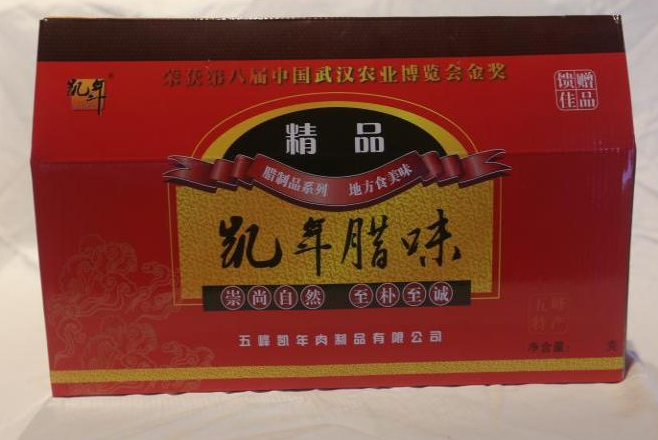 荣获第八届中国武汉农业博览会金奖
凯年®
馈赠
佳品
精品
腊制品系列 地方食美味
凯年腊味
崇尚自然 至朴至诚
五峰
特产
五峰凯年肉制品有限公司
净含量: 克